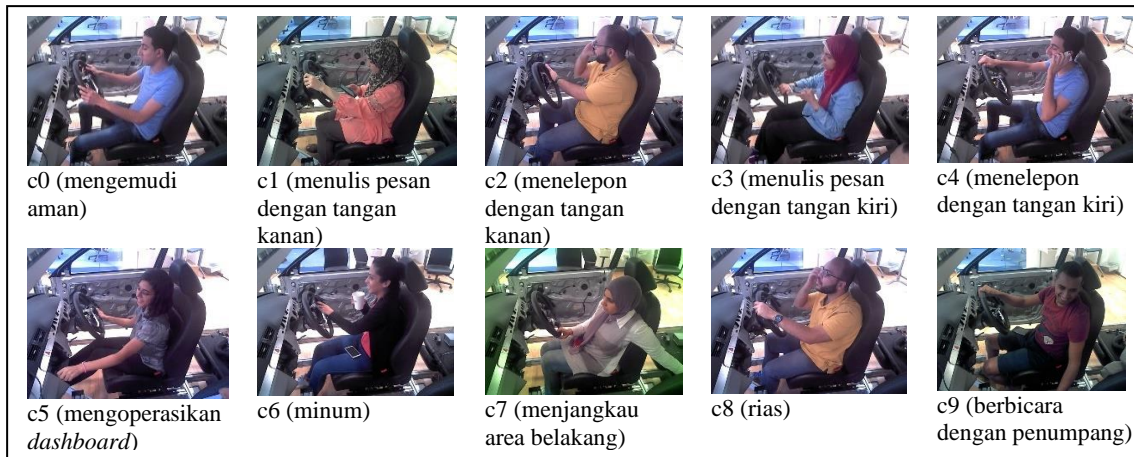 c0 (mengemudi
aman)
c1 (menulis pesan
dengan tangan
kanan)
c2 (menelepon
dengan tangan
kanan)
c3 (menulis pesan
dengan tangan kiri)
c4 (menelepon
dengan tangan kiri)
c5 (mengoperasikan
dashboard)
c6 (minum)
c7 (menjangkau
area belakang)
c8 (rias)
c9 (berbicara
dengan penumpang)